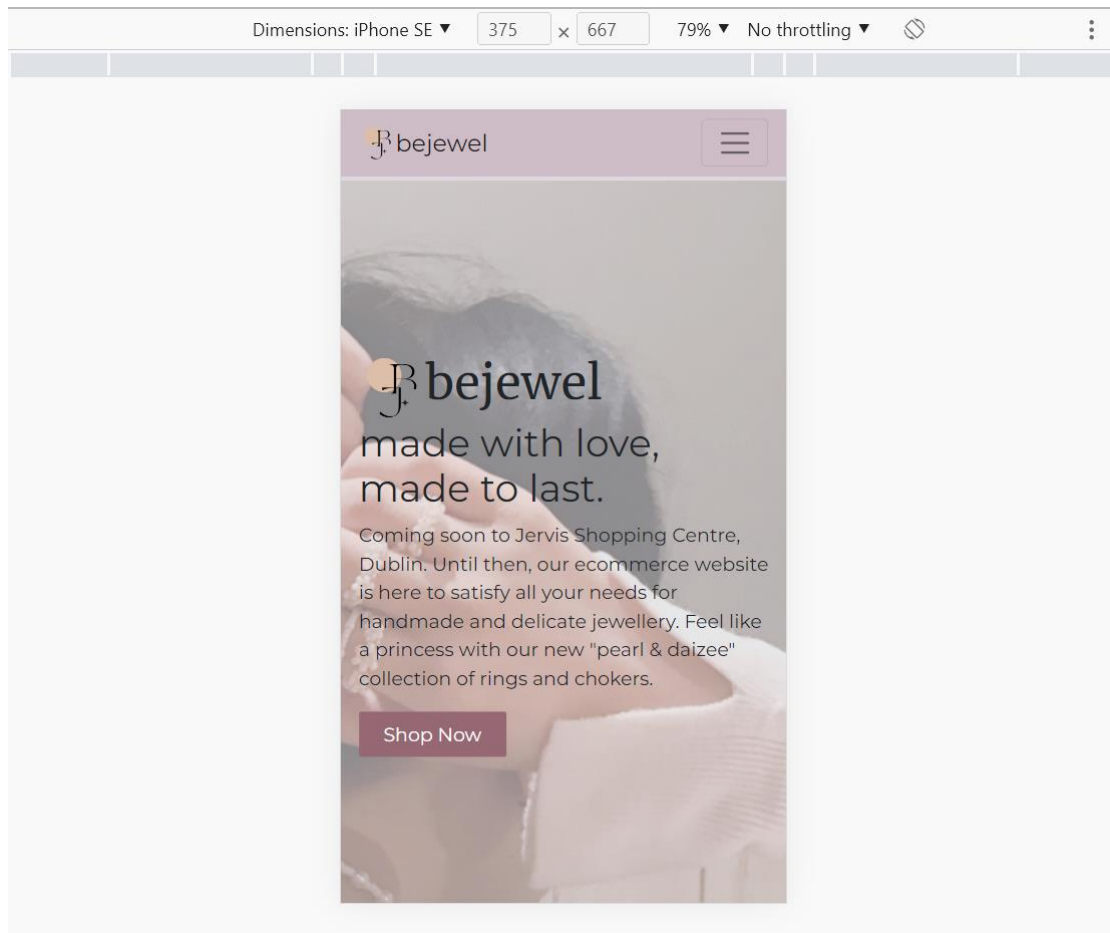 Dimensions: iPhone SE ▼ 375 × 667 79% ▼ No throttling ▼
bejewel
bejewel
made with love,
made to last.
Coming soon to Jervis Shopping Centre,
Dublin. Until then, our ecommerce website
is here to satisfy all your needs for
handmade and delicate jewellery. Feel like
a princess with our new "pearl & daizee"
collection of rings and chokers.
Shop Now